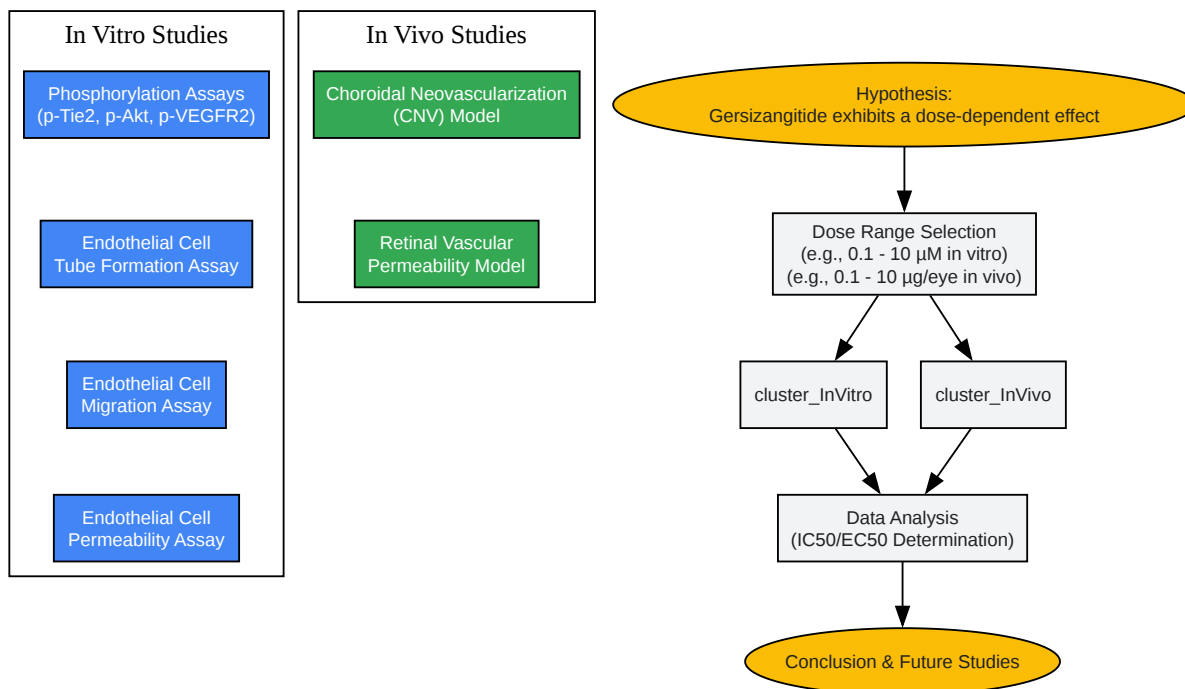 In Vitro Studies
Phosphorylation Assays
(p-Tie2, p-Akt, p-VEGFR2)
Endothelial Cell
Tube Formation Assay
Endothelial Cell
Migration Assay
Endothelial Cell
Permeability Assay
In Vivo Studies
Choroidal Neovascularization
(CNV) Model
Retinal Vascular
Permeability Model
Hypothesis:
Gersizangitide exhibits a dose-dependent effect
Dose Range Selection
(e.g., 0.1 - 10 µM in vitro)
(e.g., 0.1 - 10 µg/eye in vivo)
cluster_InVitro
cluster_InVivo
Data Analysis
(IC50/EC50 Determination)
Conclusion & Future Studies